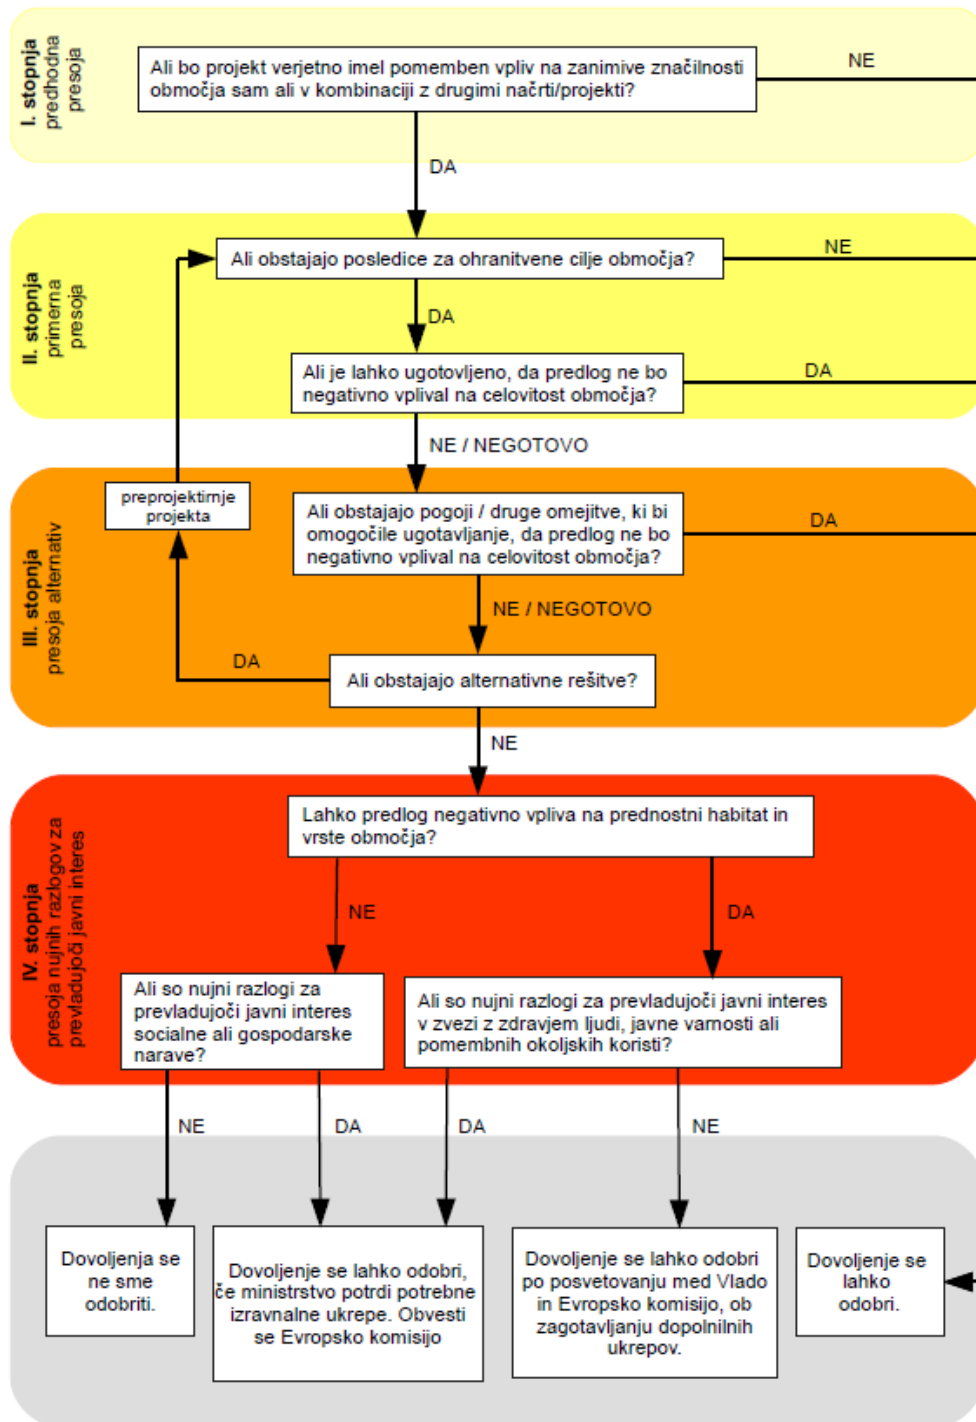 I. stopnja
predhodna
presoja
Ali bo projekt verjetno imel pomemben vpliv na zanimive značilnosti
območja sam ali v kombinaciji z drugimi načrti/projekti?
NE
DA
II. stopnja
primerna
presoja
Ali obstajajo posledice za ohranitvene cilje območja?
NE
DA
Ali je lahko ugotovljeno, da predlog ne bo
negativno vplival na celovitost območja?
DA
NE / NEGOTOVO
III. stopnja
presoja alternativ
preprojektirnje
projekta
Ali obstajajo pogoji / druge omejitve, ki bi
omogočile ugotavljanje, da predlog ne bo
negativno vplival na celovitost območja?
DA
NE / NEGOTOVO
DA
Ali obstajajo alternativne rešitve?
NE
IV. stopnja
presoja nujnih razlogov za
prevladujoči javni interes
Lahko predlog negativno vpliva na prednostni habitat in
vrste območja?
NE
DA
Ali so nujni razlogi za
prevladujoči javni interes
socialne ali gospodarske
narave?
Ali so nujni razlogi za prevladujoči javni interes
v zvezi z zdravjem ljudi, javne varnosti ali
pomembnih okoljskih koristi?
NE
DA
DA
NE
Dovoljenja se
ne sme
odobriti.
Dovoljenje se lahko odobri,
če ministrstvo potrdi potrebne
izravnalne ukrepe. Obvesti
se Evropsko komisijo
Dovoljenje se lahko odobri
po posvetovanju med Vlado
in Evropsko komisijo, ob
zagotavljanju dopolnilnih
ukrepov.
Dovoljenje se
lahko
odobri.